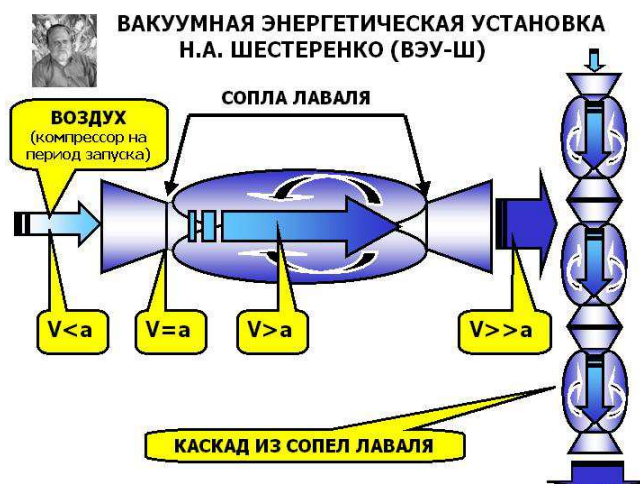 ВАКУУМНАЯ ЭНЕРГЕТИЧЕСКАЯ УСТАНОВКА
Н.А. ШЕСТЕРЕНКО (ВЭУ-Ш)
СОПЛА ЛАВАЛЯ
ВОЗДУХ
(компрессор на
период запуска)
V<a
V=a
V>a
V>>a
КАСКАД ИЗ СОПЕЛ ЛАВАЛЯ